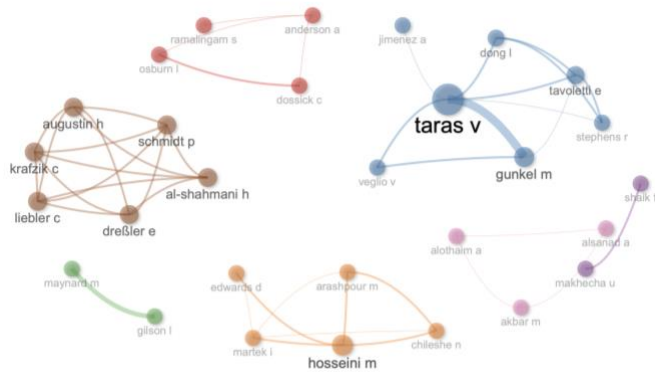 anderson a
jimenez a
ramalingam s
dong l
osburn l
tavoletti e
dossick c
augustin h
taras v
schmidt p
stephens r
krafzik c
gunkel m
veglio v
al-shahmani h
shaik
liebler c
dreßler e
alsanad a
alothaim a
makhecha u
maynard m
edwards d
arashpour m
akbar m
gilson l
chileshe n
martek i
hosseini m